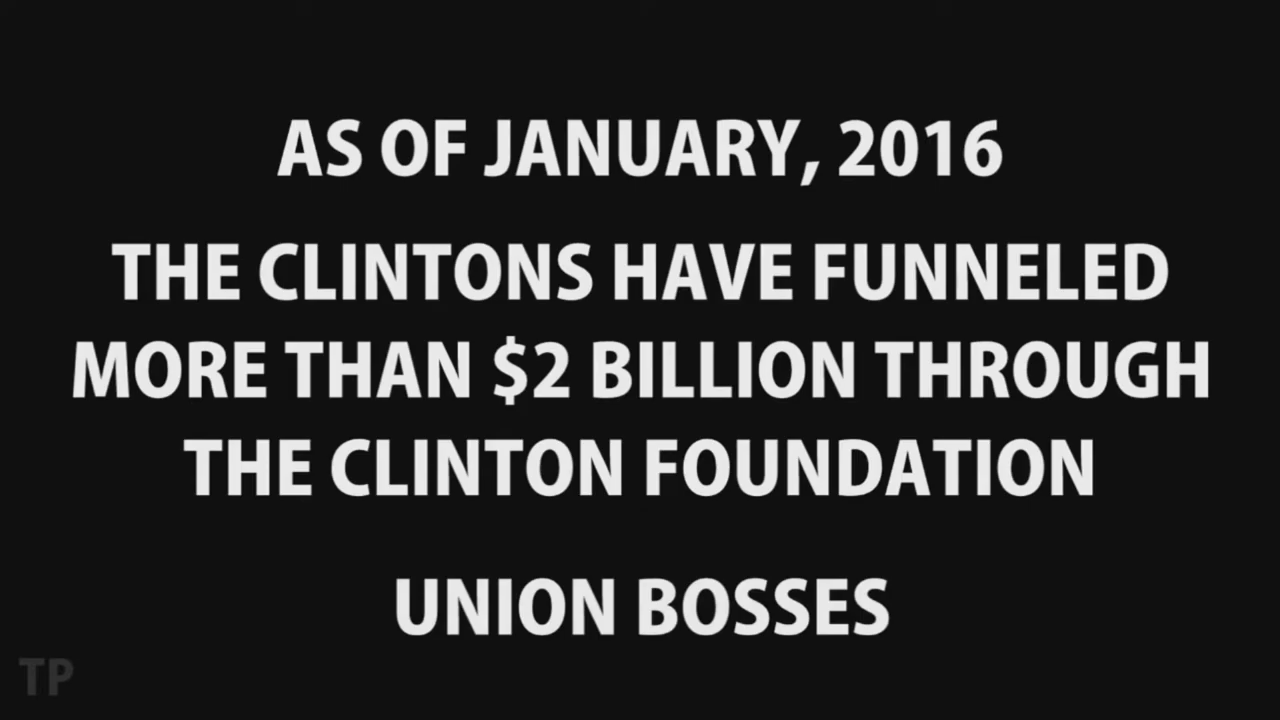 AS OF JANUARY, 2016
THE CLINTONS HAVE FUNNELED
MORE THAN $2 BILLION THROUGH
THE CLINTON FOUNDATION
UNION BOSSES
TP